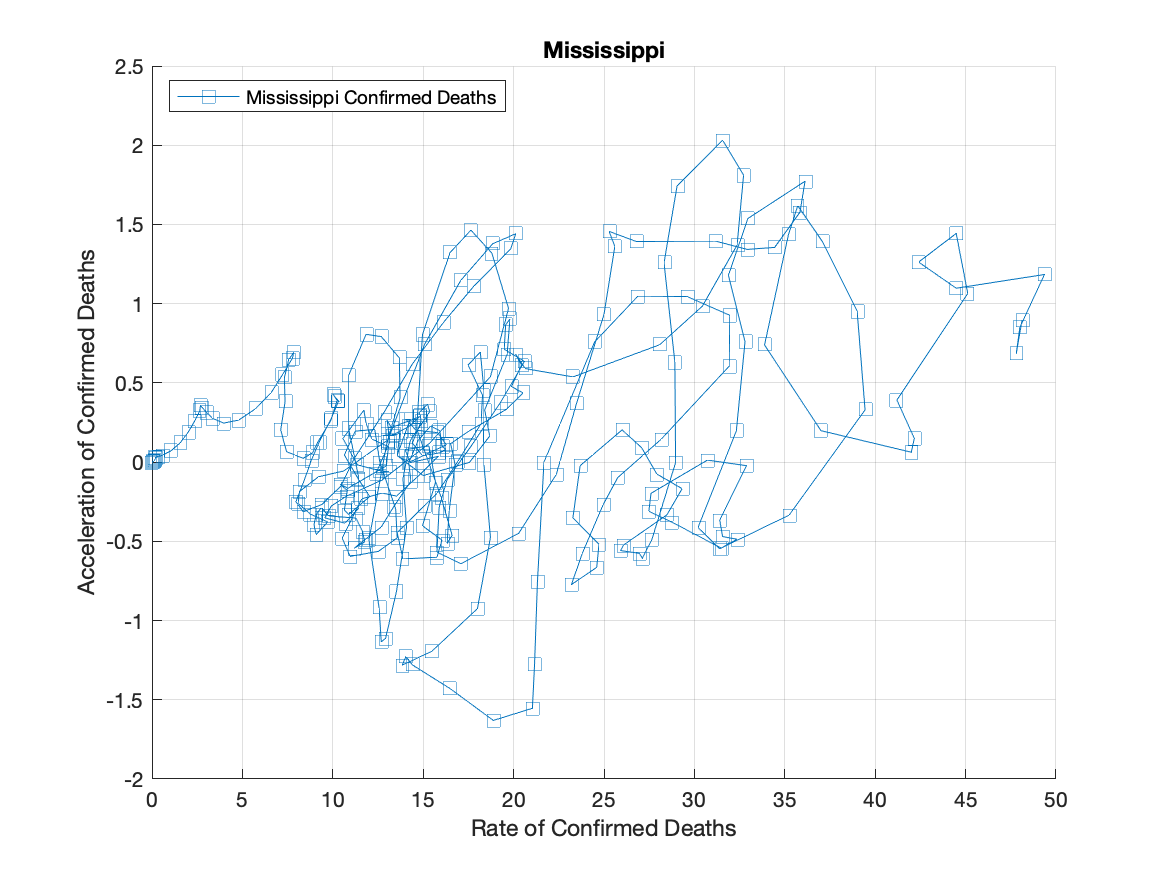 Mississippi
Mississippi Confirmed Deaths
Acceleration of Confirmed Deaths
2.5
2
1.5
1
0.5
0
-0.5
-1
-1.5
-2
0 5 10 15 20 25 30 35 40 45 50
Rate of Confirmed Deaths